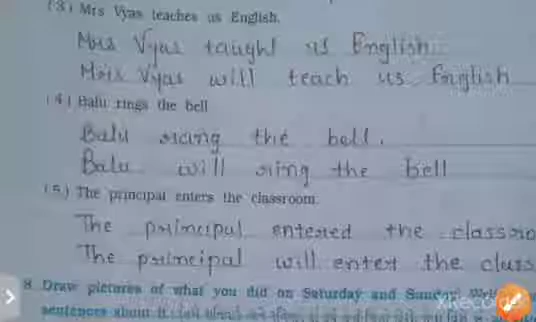 (3) Mrs Vyas teaches us English.
Mrs Vyas taught us English
Mrs Vyas will teach us English
(4) Balu rings the bell
Balu rang the bell.
Balu will ring the bell
(5) The principal enters the classroom.
The principal entered the classro
The principal will enter the class
8. Draw pictures of what you did on Saturday and Sunday.
sentences about it.